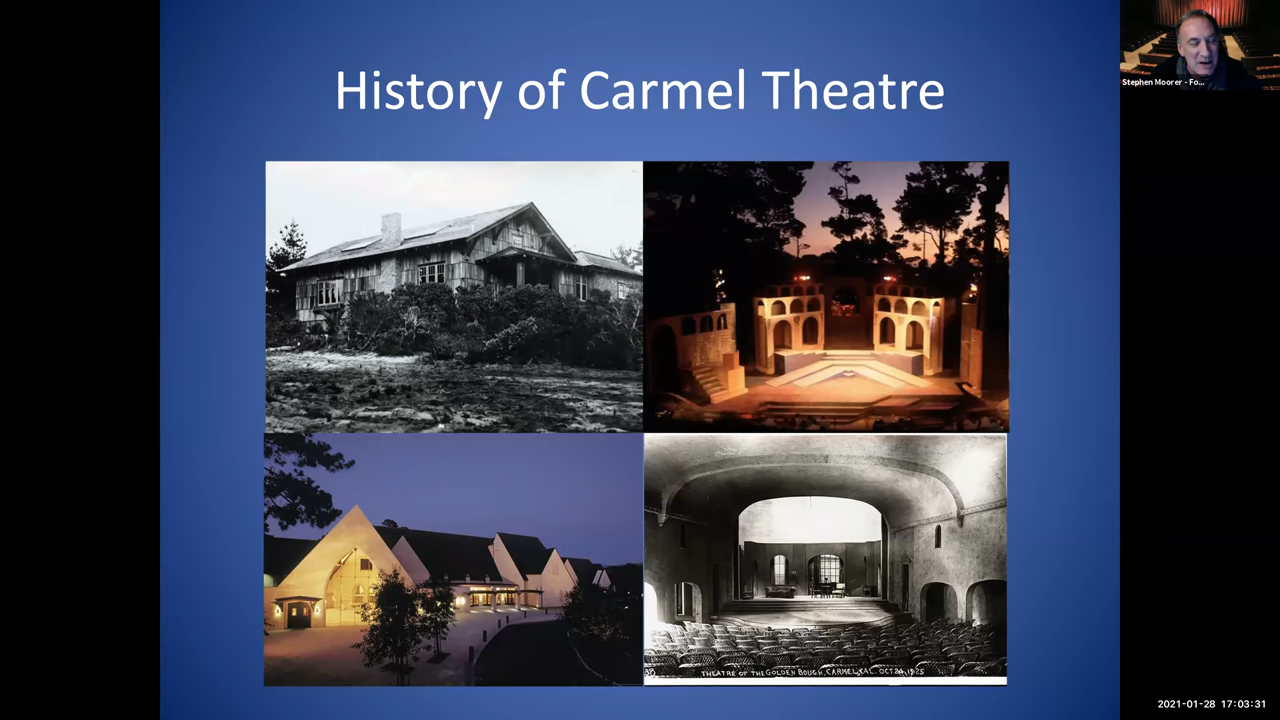 History of Carmel Theatre
Stephen Moorer - Fo...
THEATRE OF THE GOLDEN BOUGH, CARMEL, CAL. OCT 24, 1925
2021-01-28 17:03:31